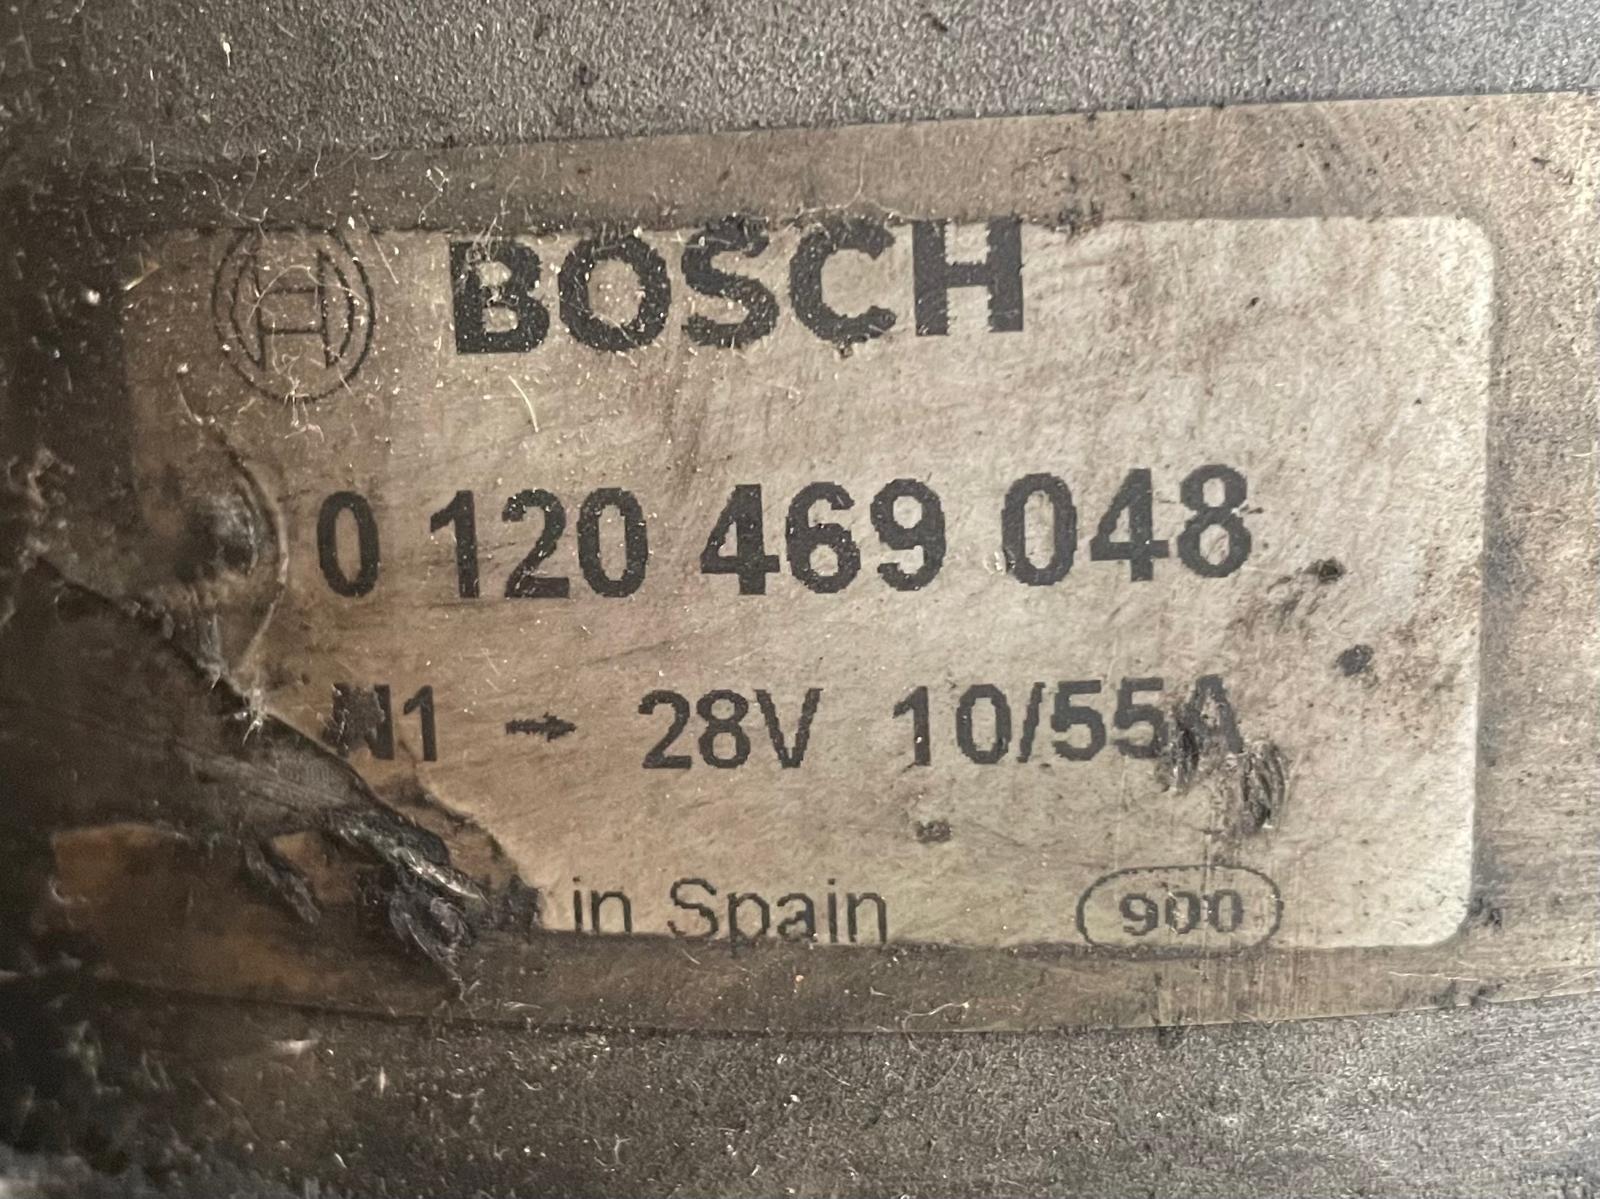 BOSCH
0 120 469 048
N1 → 28V 10/55A
in Spain 900